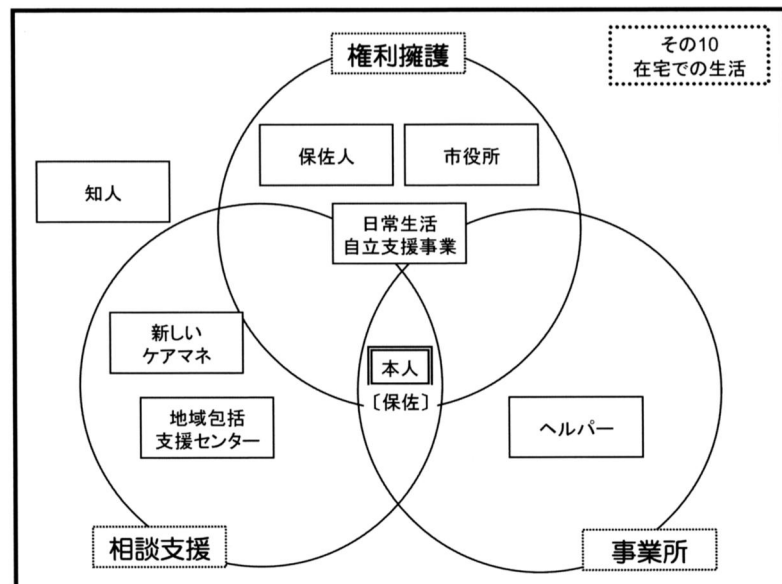 その10
在宅での生活
権利擁護
保佐人
市役所
知人
日常生活
自立支援事業
新しい
ケアマネ
本人
〔保佐〕
地域包括
支援センター
ヘルパー
相談支援
事業所